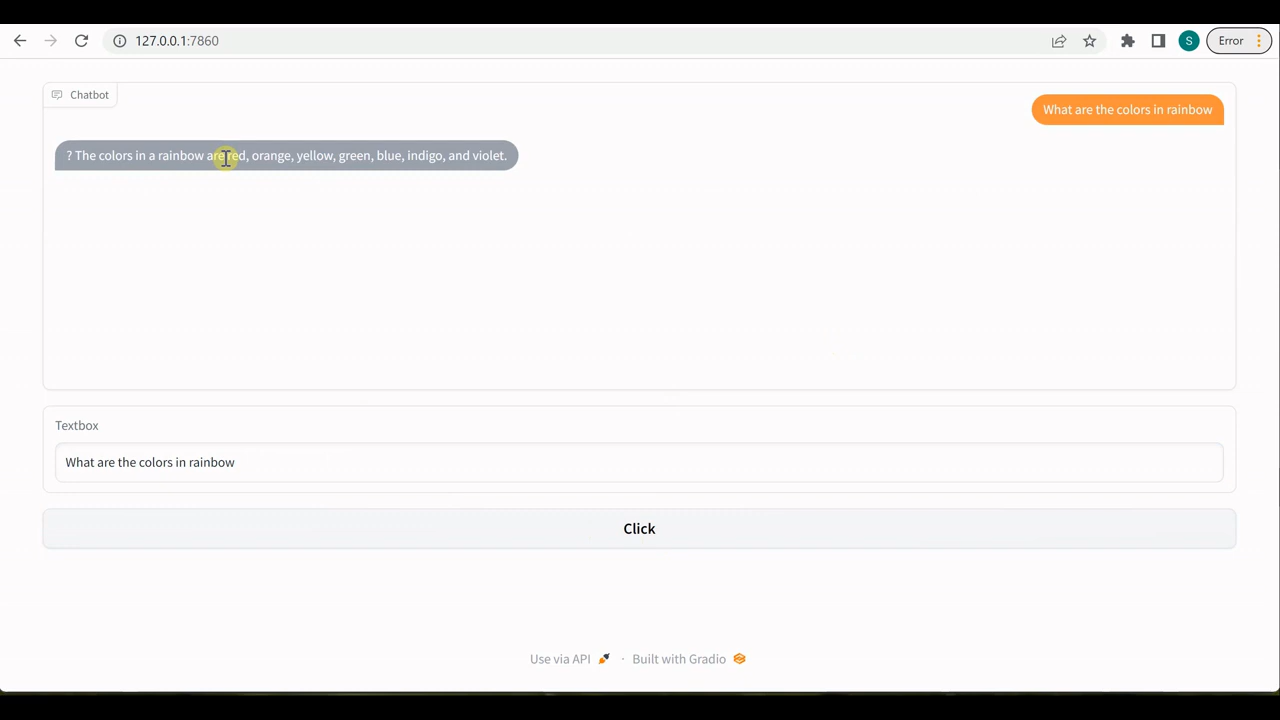 127.0.0.1:7860
S
Error
Chatbot
What are the colors in rainbow
? The colors in a rainbow are red, orange, yellow, green, blue, indigo, and violet.
Textbox
What are the colors in rainbow
Click
Use via API · Built with Gradio